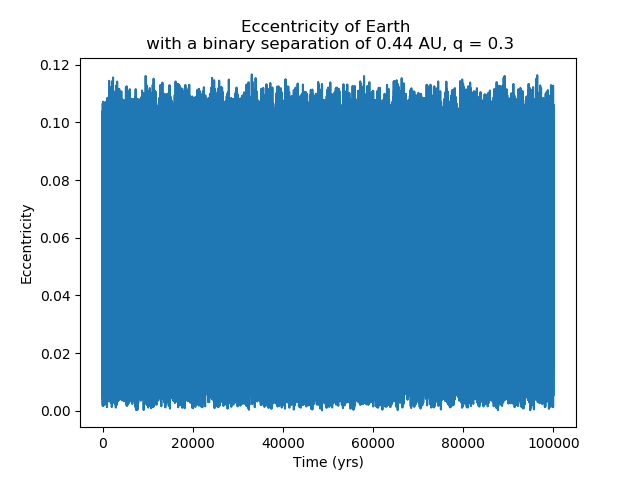 Eccentricity of Earth
with a binary separation of 0.44 AU, q = 0.3
0.12
0.10
0.08
0.06
0.04
0.02
0.00
Eccentricity
0 20000 40000 60000 80000 100000
Time (yrs)